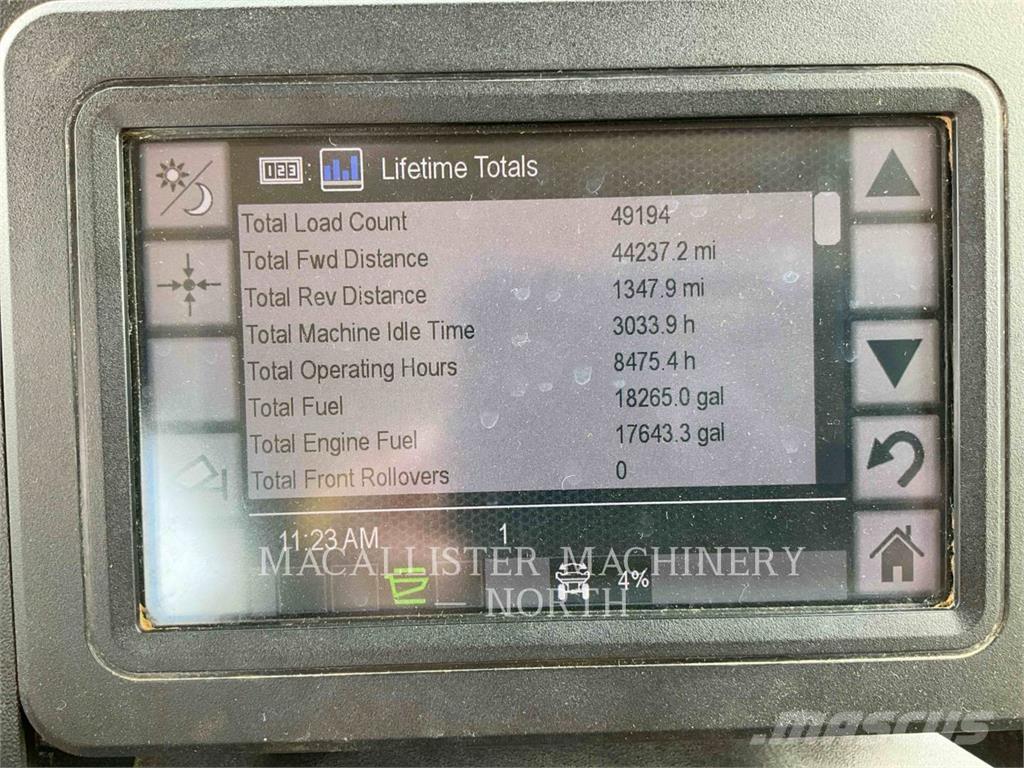 123 : Lifetime Totals
Total Load Count 49194
Total Fwd Distance 44237.2 mi
Total Rev Distance 1347.9 mi
Total Machine Idle Time 3033.9 h
Total Operating Hours 8475.4 h
Total Fuel 18265.0 gal
Total Engine Fuel 17643.3 gal
Total Front Rollovers 0
11:23 AM 1
4%
MACALLISTER MACHINERY
— NORTH
mascus